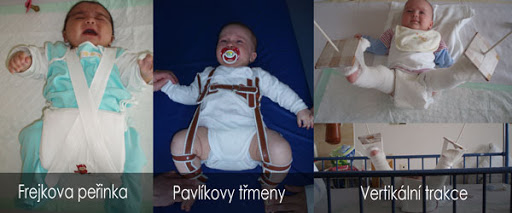 Frejkova peřinka
Pavlíkovy třmeny
Vertikální trakce